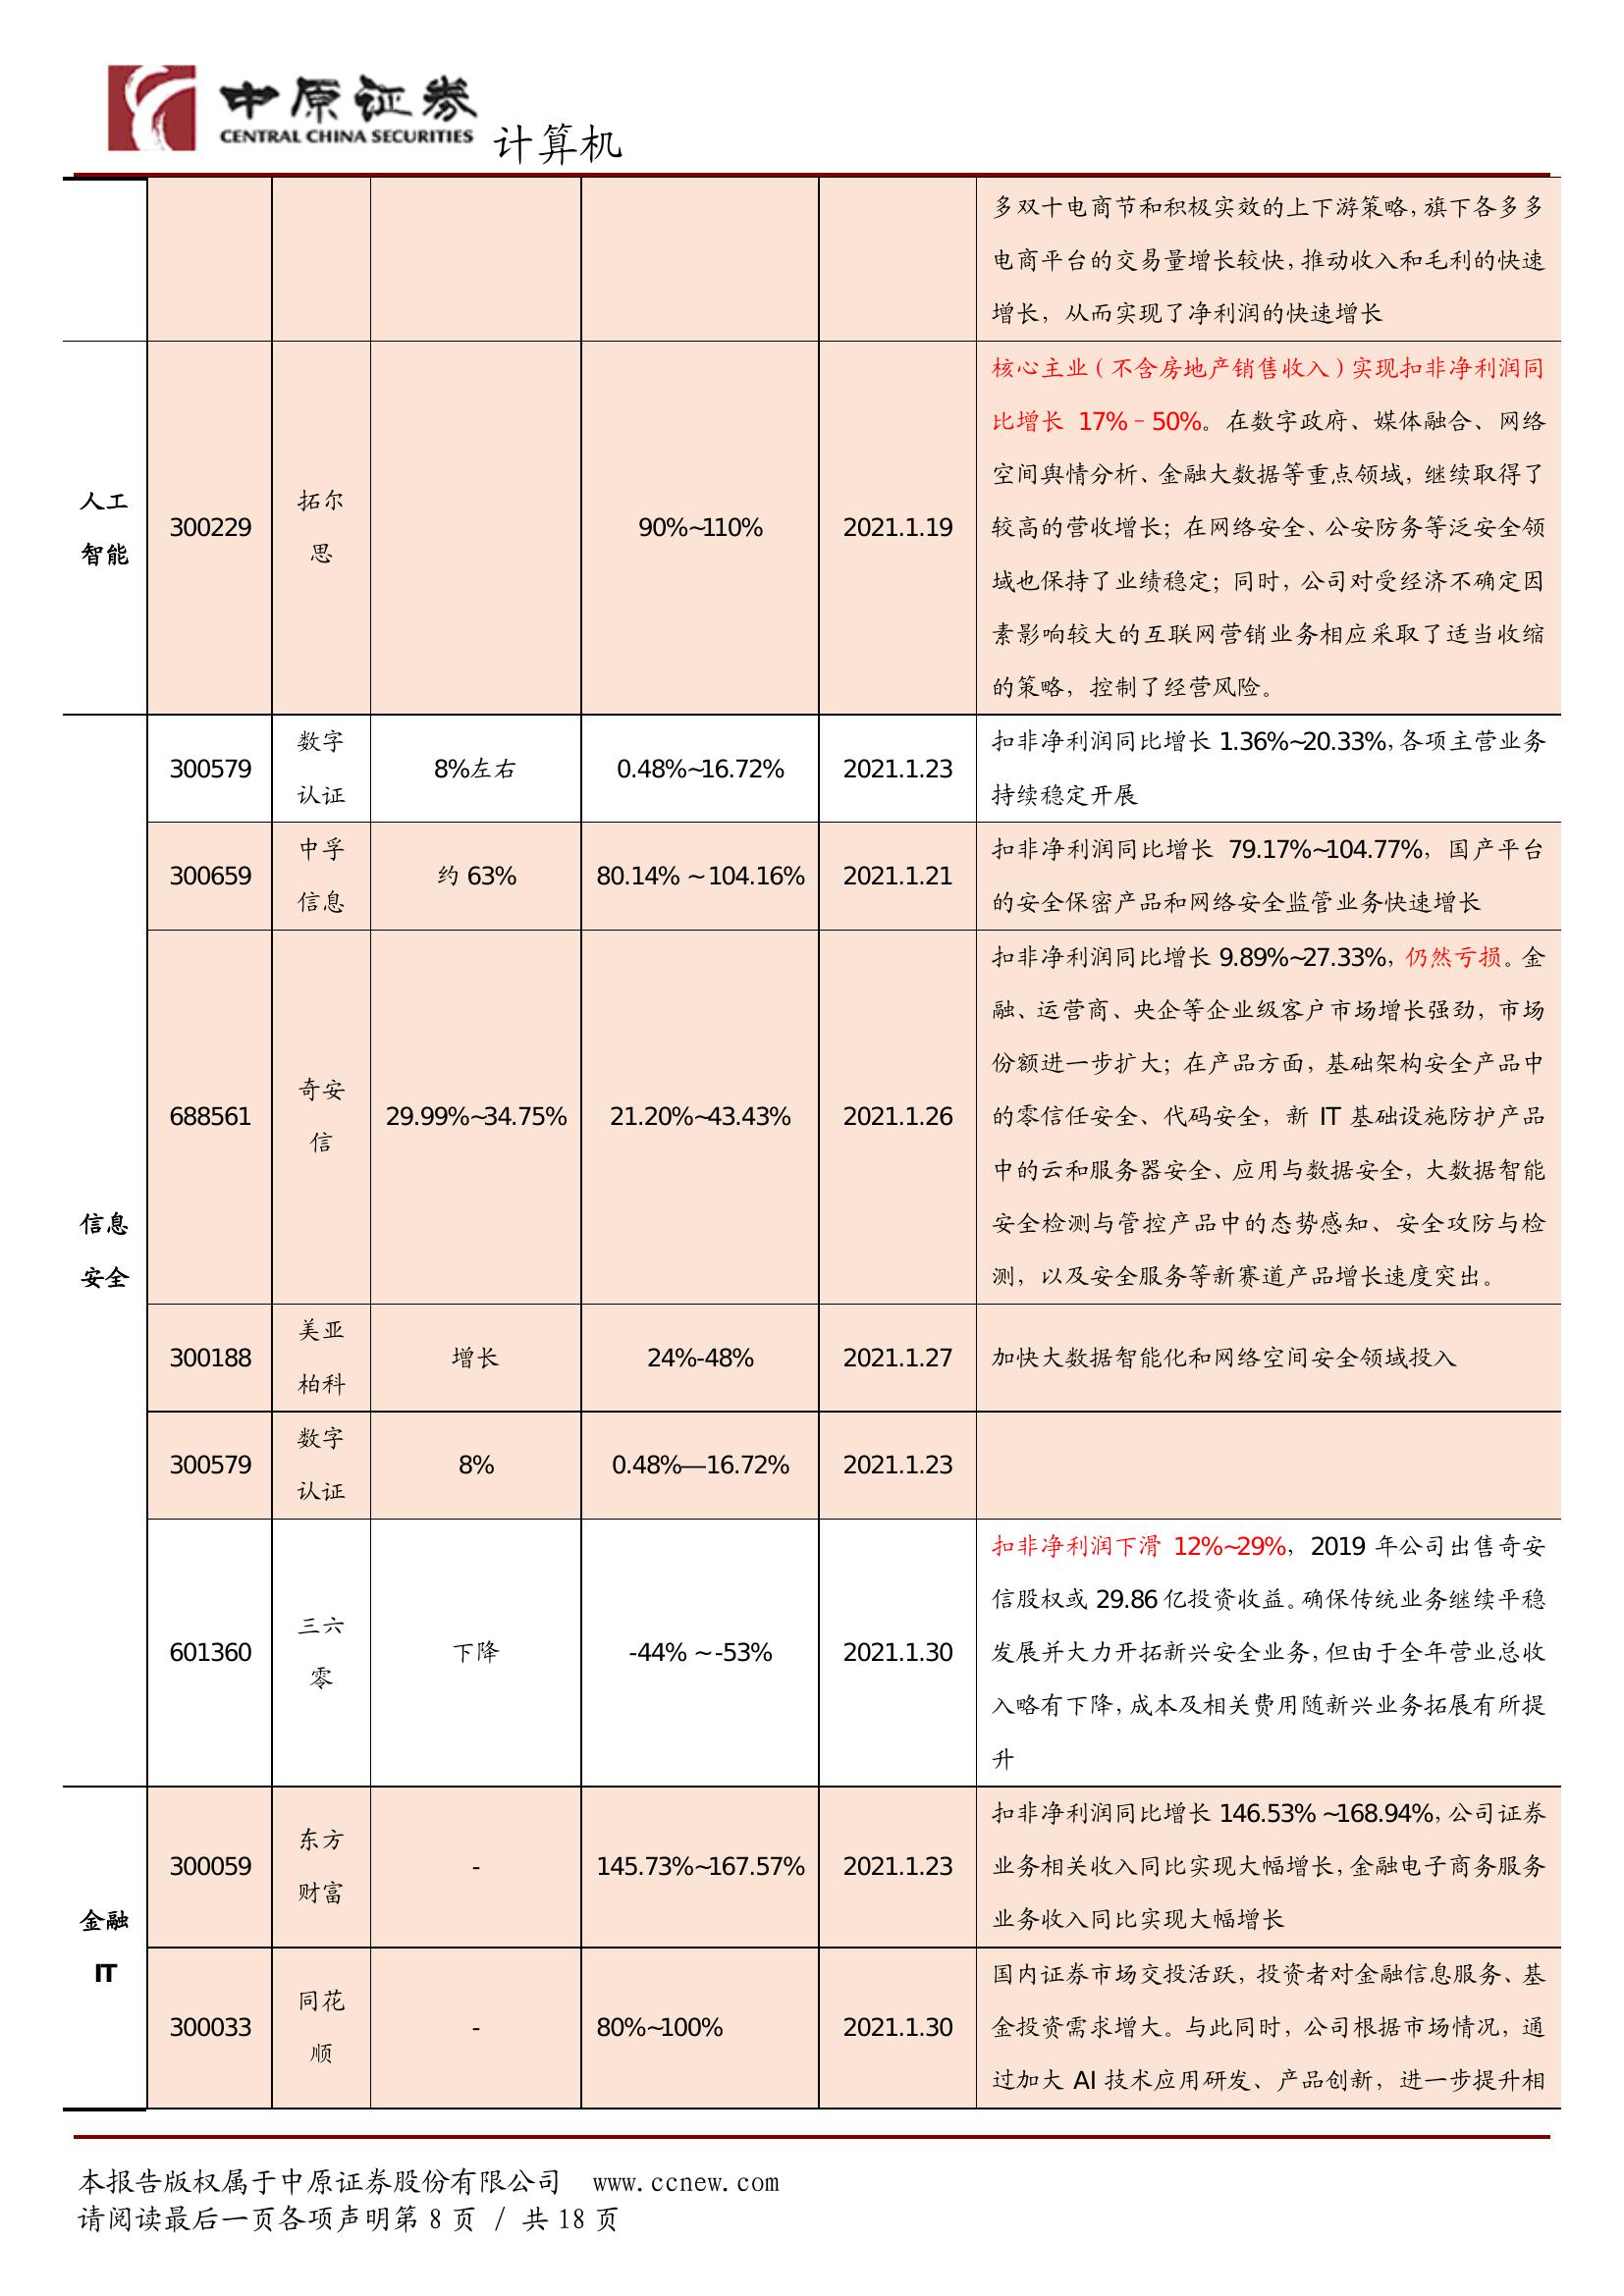 中原证券
CENTRAL CHINA SECURITIES
计算机
多双十电商节和积极实效的上下游策略，旗下各多多
电商平台的交易量增长较快，推动收入和毛利的快速
增长，从而实现了净利润的快速增长
人工
智能
300229
拓尔
思
90%~110%
2021.1.19
核心主业（不含房地产销售收入）实现扣非净利润同
比增长 17%–50%。在数字政府、媒体融合、网络
空间舆情分析、金融大数据等重点领域，继续取得了
较高的营收增长；在网络安全、公安防务等泛安全领
域也保持了业绩稳定；同时，公司对受经济不确定因
素影响较大的互联网营销业务相应采取了适当收缩
的策略，控制了经营风险。
信息
安全
300579
数字
认证
8%左右
0.48%~16.72%
2021.1.23
扣非净利润同比增长 1.36%~20.33%，各项主营业务
持续稳定开展
300659
中孚
信息
约 63%
80.14% ~ 104.16%
2021.1.21
扣非净利润同比增长 79.17%~104.77%，国产平台
的安全保密产品和网络安全监管业务快速增长
688561
奇安
信
29.99%~34.75%
21.20%~43.43%
2021.1.26
扣非净利润同比增长 9.89%~27.33%，仍然亏损。金
融、运营商、央企等企业级客户市场增长强劲，市场
份额进一步扩大；在产品方面，基础架构安全产品中
的零信任安全、代码安全，新 IT 基础设施防护产品
中的云和服务器安全、应用与数据安全，大数据智能
安全检测与管控产品中的态势感知、安全攻防与检
测，以及安全服务等新赛道产品增长速度突出。
300188
美亚
柏科
增长
24%-48%
2021.1.27
加快大数据智能化和网络空间安全领域投入
300579
数字
认证
8%
0.48%—16.72%
2021.1.23
601360
三六
零
下降
-44% ~ -53%
2021.1.30
扣非净利润下滑 12%~29%，2019 年公司出售奇安
信股权或 29.86 亿投资收益。确保传统业务继续平稳
发展并大力开拓新兴安全业务，但由于全年营业总收
入略有下降，成本及相关费用随新兴业务拓展有所提
升
金融
IT
300059
东方
财富
-
145.73%~167.57%
2021.1.23
扣非净利润同比增长 146.53% ~168.94%，公司证券
业务相关收入同比实现大幅增长，金融电子商务服务
业务收入同比实现大幅增长
300033
同花
顺
-
80%~100%
2021.1.30
国内证券市场交投活跃，投资者对金融信息服务、基
金投资需求增大。与此同时，公司根据市场情况，通
过加大 AI 技术应用研发、产品创新，进一步提升相
本报告版权属于中原证券股份有限公司 www.ccnew.com
请阅读最后一页各项声明第 8 页 / 共 18 页